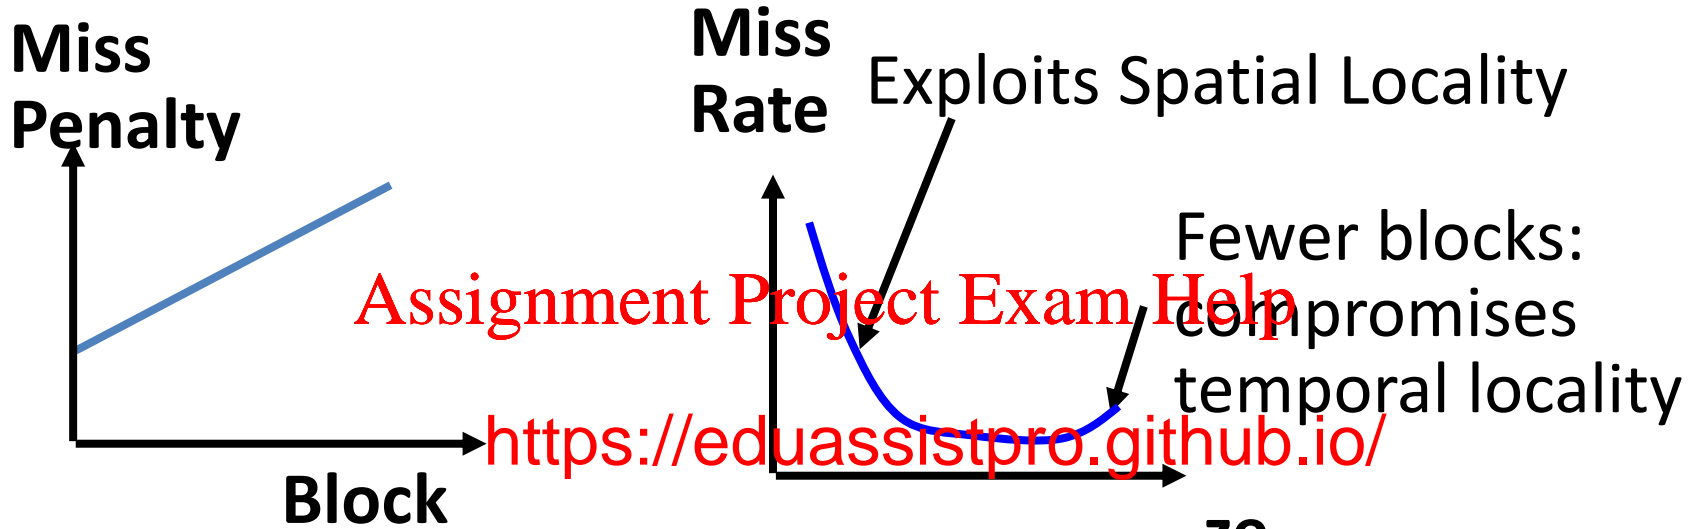 Miss
Penalty
Miss
Rate
Exploits Spatial Locality
Fewer blocks:
compromises
temporal locality
Assignment Project Exam Help
https://eduassistpro.github.io/
Block